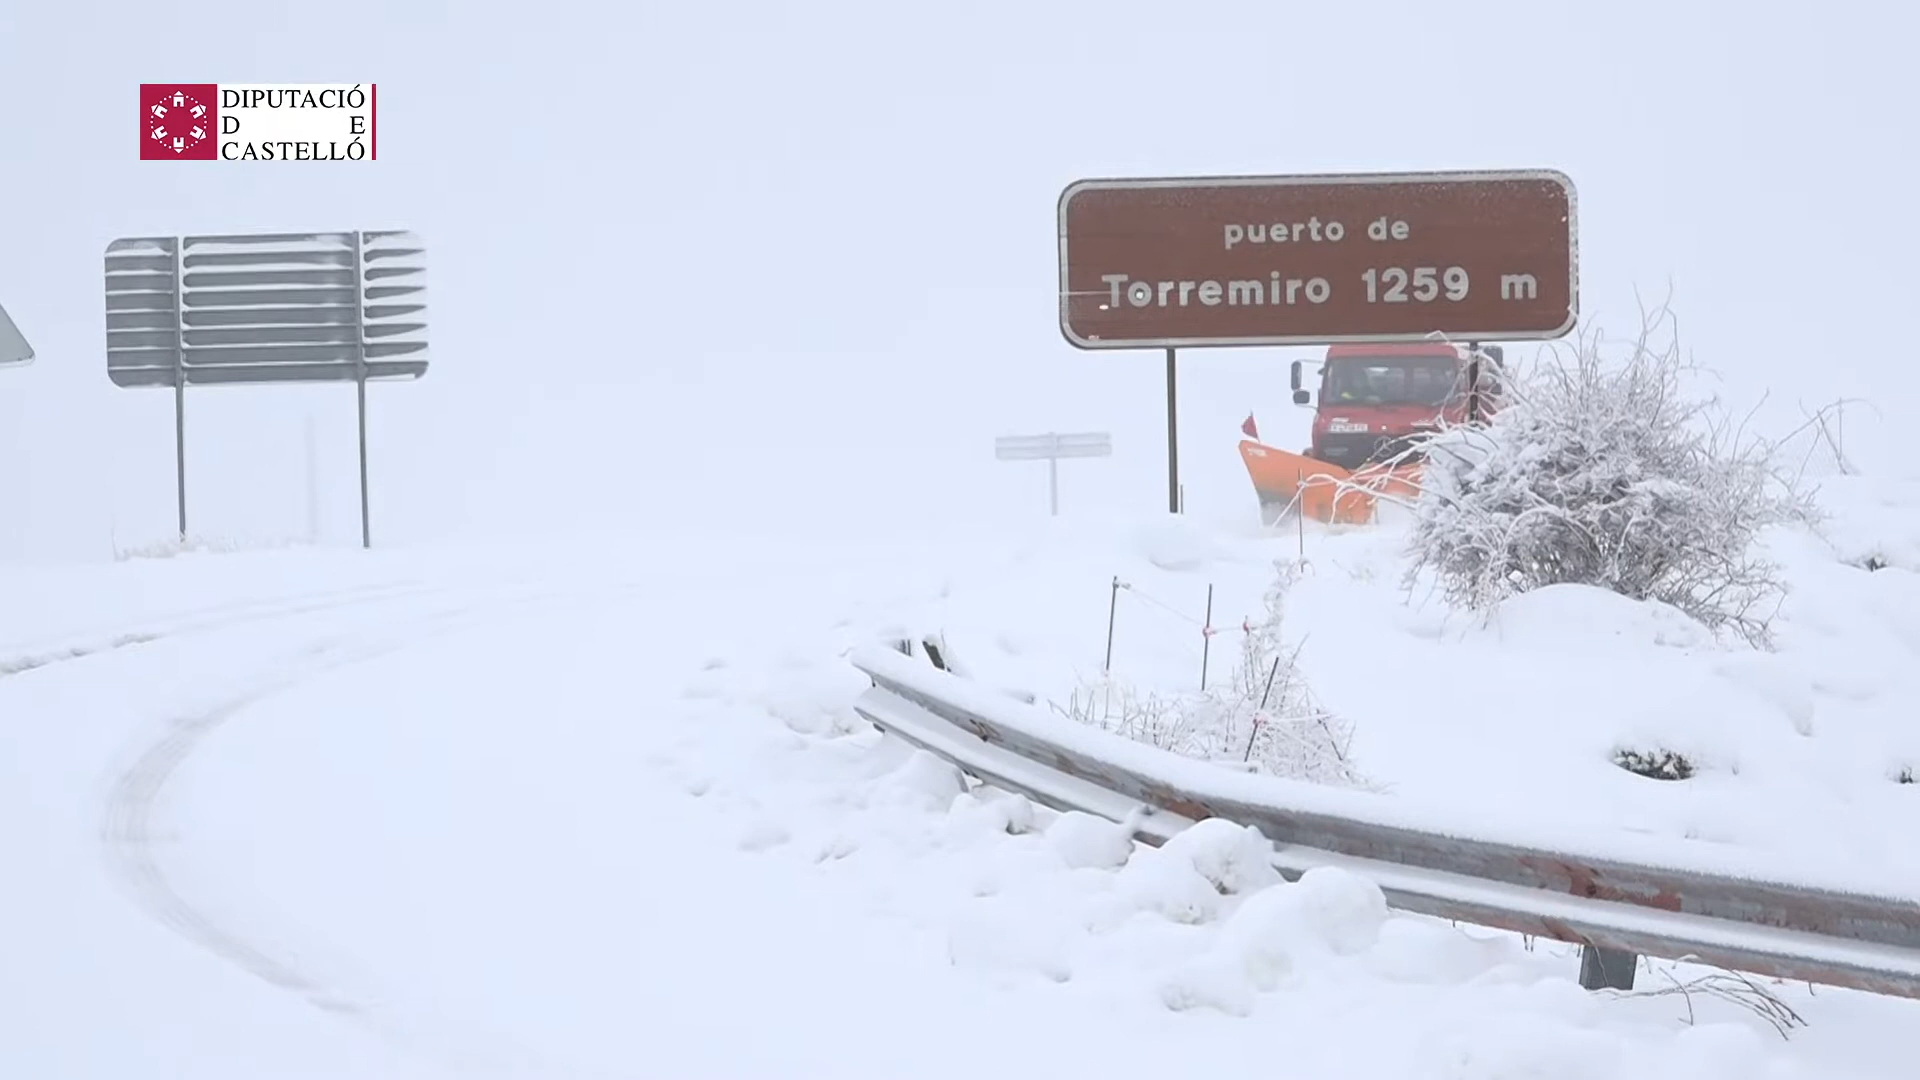 DIPUTACIÓ
D E
CASTELLÓ
puerto de
Torremiro 1259 m